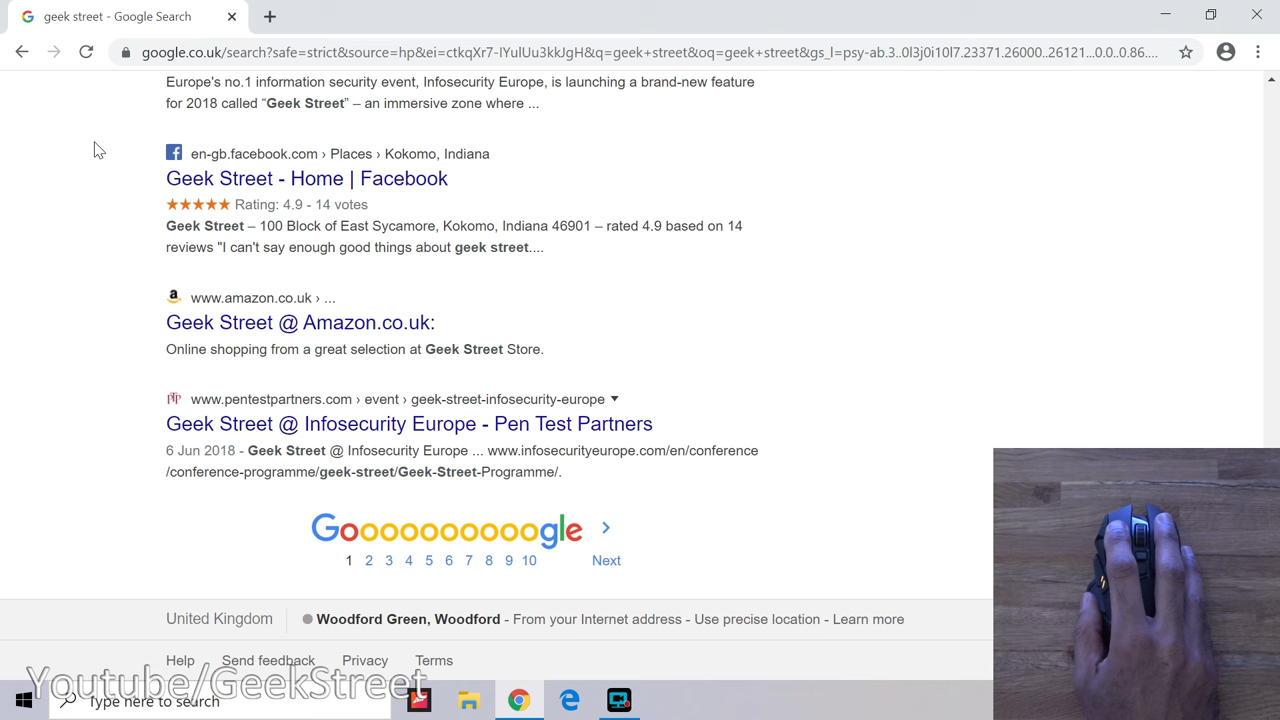 geek street - Google Search
google.co.uk/search?safe=strict&source=hp&ei=ctkqXr7-IYulUu3kkJgH&q=geek+street&oq=geek+street&gs_l=psy-ab.3..0l3j0i10l7.23371.26000..26121...0.0..0.86....
Europe's no.1 information security event, Infosecurity Europe, is launching a brand-new feature
for 2018 called “Geek Street” – an immersive zone where ...
en-gb.facebook.com › Places › Kokomo, Indiana
Geek Street - Home | Facebook
Rating: 4.9 - 14 votes
Geek Street – 100 Block of East Sycamore, Kokomo, Indiana 46901 – rated 4.9 based on 14
reviews "I can't say enough good things about geek street....
www.amazon.co.uk › ...
Geek Street @ Amazon.co.uk:
Online shopping from a great selection at Geek Street Store.
www.pentestpartners.com › event › geek-street-infosecurity-europe
Geek Street @ Infosecurity Europe - Pen Test Partners
6 Jun 2018 - Geek Street @ Infosecurity Europe ... www.infosecurityeurope.com/en/conference
/conference-programme/geek-street/Geek-Street-Programme/.
Goooooooooogle
1 2 3 4 5 6 7 8 9 10 Next
United Kingdom
Woodford Green, Woodford - From your Internet address - Use precise location - Learn more
Help Send feedback Privacy Terms
Youtube/GeekStreet
Type here to search